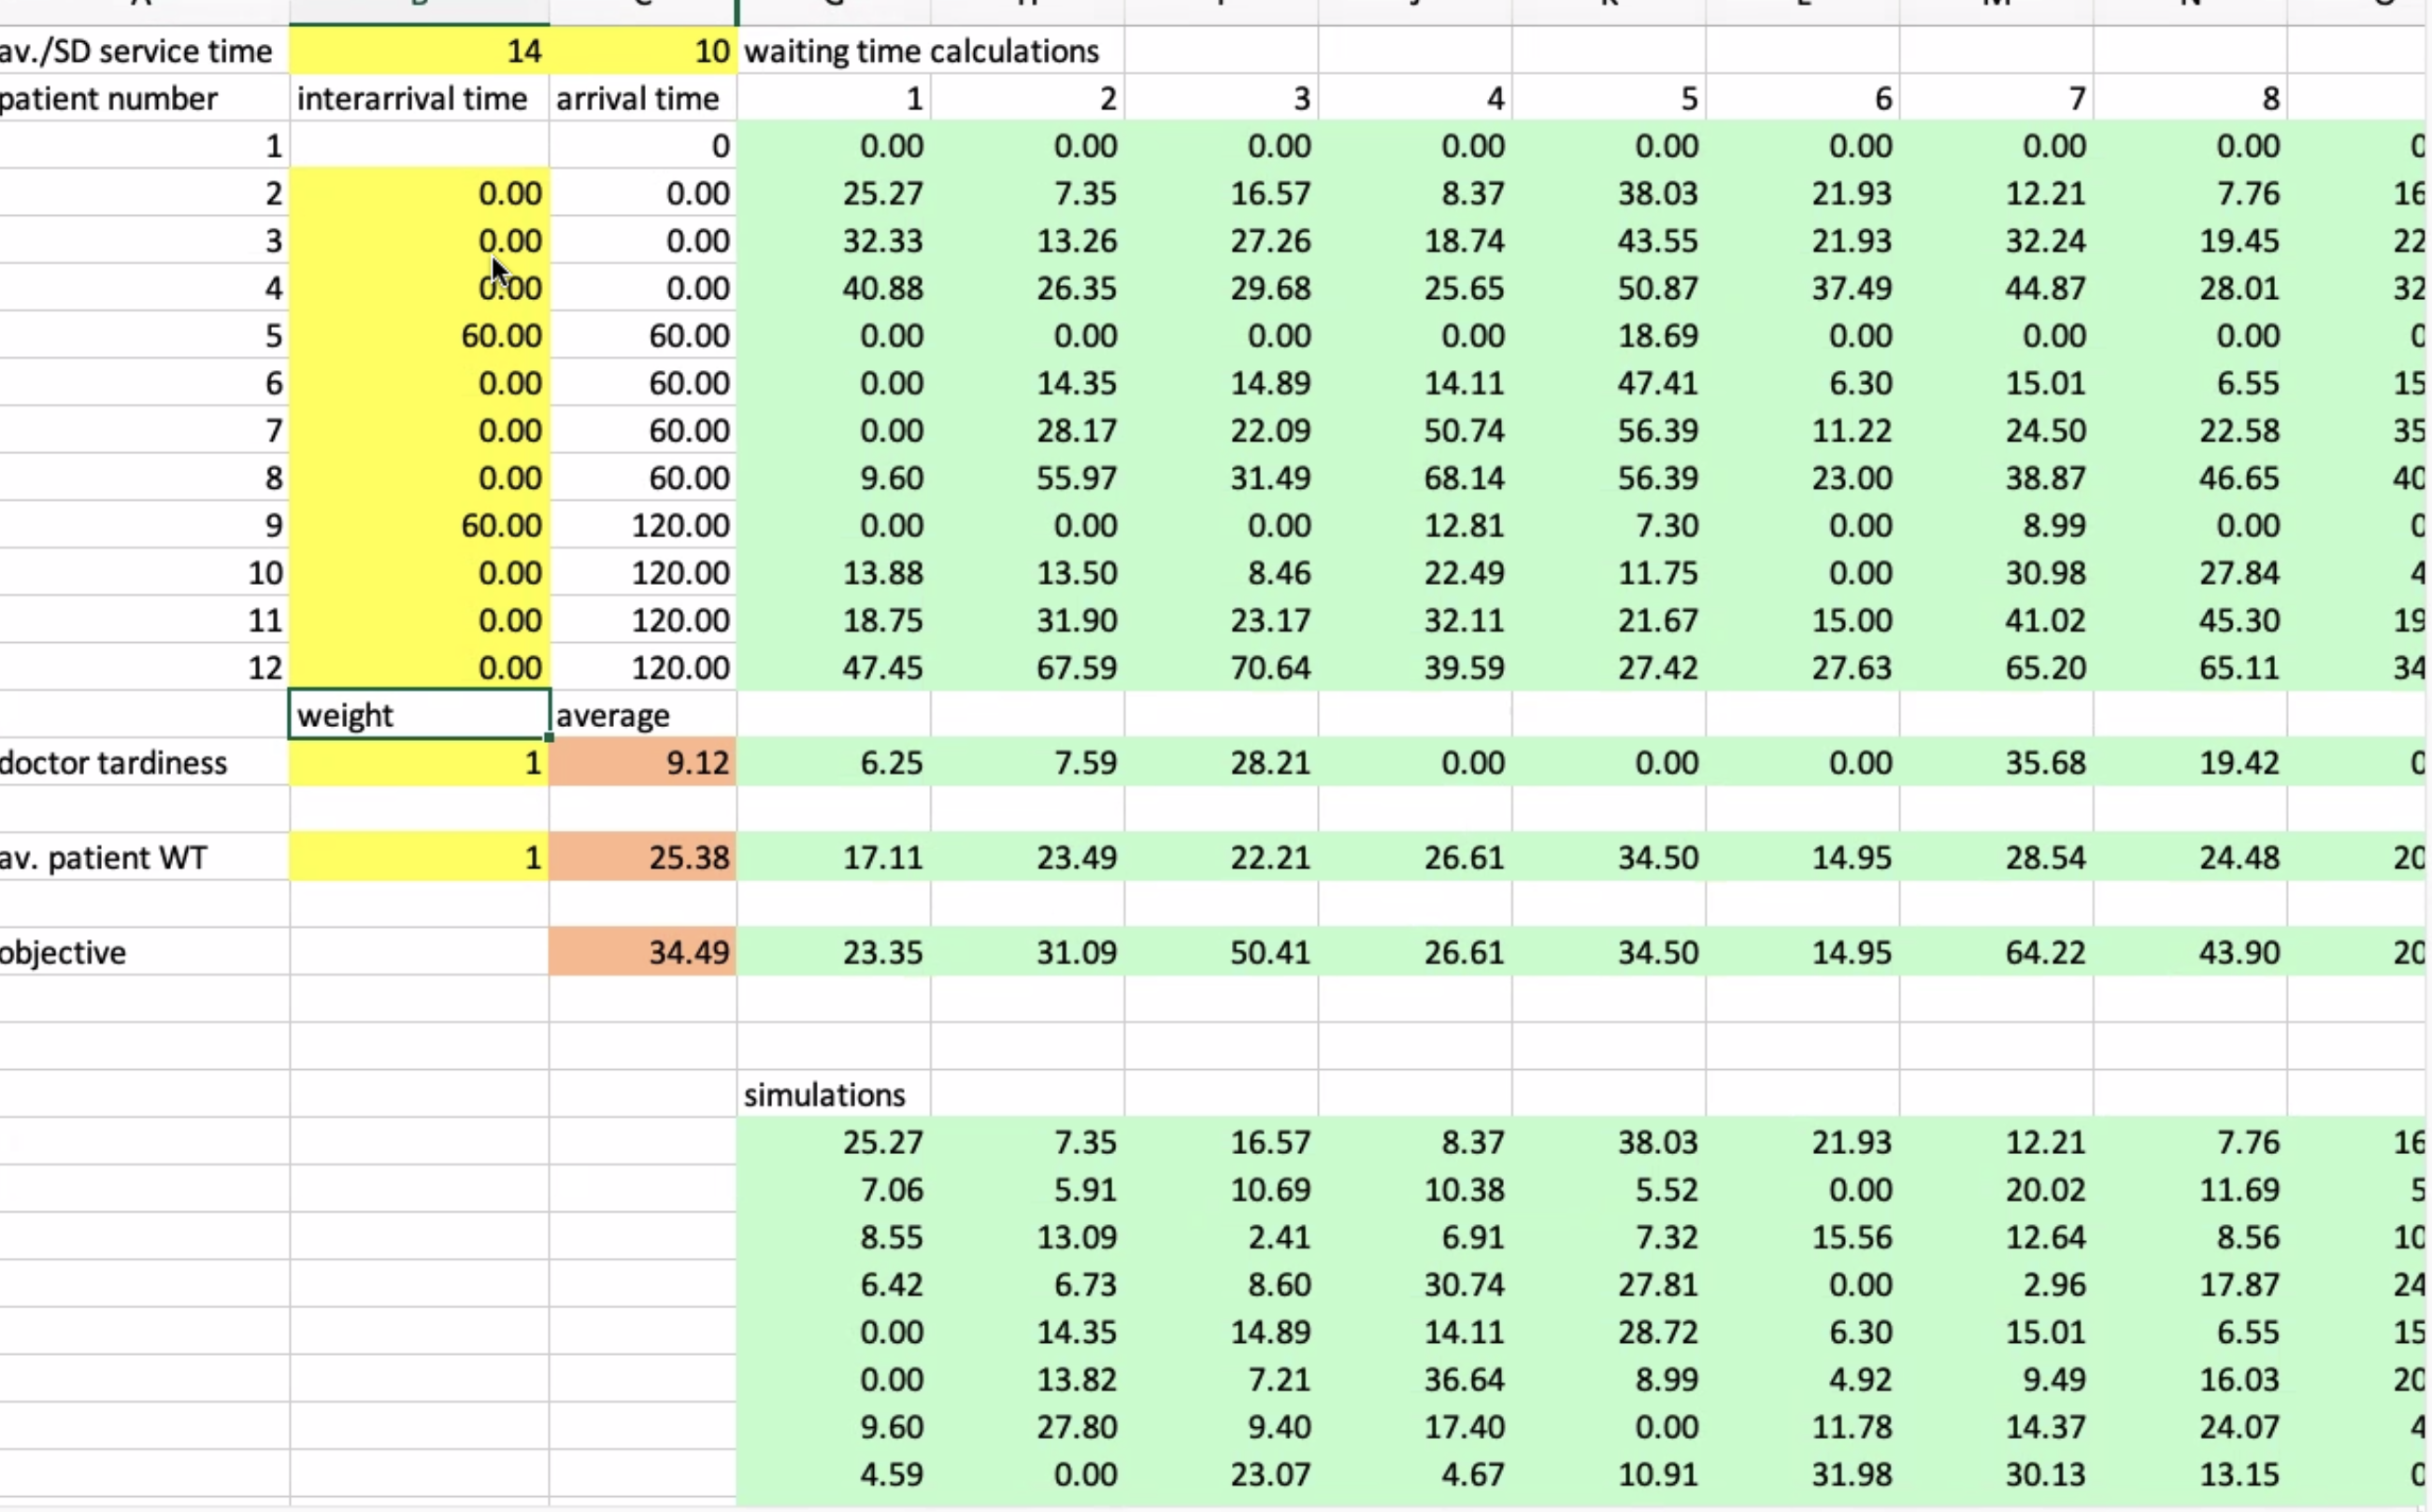 av./SD service time 14 10 waiting time calculations
patient number interarrival time arrival time 1 2 3 4 5 6 7 8
1 0 0.00 0.00 0.00 0.00 0.00 0.00 0.00 0.00
2 0.00 0.00 25.27 7.35 16.57 8.37 38.03 21.93 12.21 7.76 16
3 0.00 0.00 32.33 13.26 27.26 18.74 43.55 21.93 32.24 19.45 22
4 0.00 0.00 40.88 26.35 29.68 25.65 50.87 37.49 44.87 28.01 32
5 60.00 60.00 0.00 0.00 0.00 0.00 18.69 0.00 0.00 0.00 0
6 0.00 60.00 0.00 14.35 14.89 14.11 47.41 6.30 15.01 6.55 15
7 0.00 60.00 0.00 28.17 22.09 50.74 56.39 11.22 24.50 22.58 35
8 0.00 60.00 9.60 55.97 31.49 68.14 56.39 23.00 38.87 46.65 40
9 60.00 120.00 0.00 0.00 0.00 12.81 7.30 0.00 8.99 0.00 0
10 0.00 120.00 13.88 13.50 8.46 22.49 11.75 0.00 30.98 27.84 4
11 0.00 120.00 18.75 31.90 23.17 32.11 21.67 15.00 41.02 45.30 19
12 0.00 120.00 47.45 67.59 70.64 39.59 27.42 27.63 65.20 65.11 34
weight average
doctor tardiness 1 9.12 6.25 7.59 28.21 0.00 0.00 0.00 35.68 19.42 0
av. patient WT 1 25.38 17.11 23.49 22.21 26.61 34.50 14.95 28.54 24.48 20
objective 34.49 23.35 31.09 50.41 26.61 34.50 14.95 64.22 43.90 20
simulations
25.27 7.35 16.57 8.37 38.03 21.93 12.21 7.76 16
7.06 5.91 10.69 10.38 5.52 0.00 20.02 11.69 5
8.55 13.09 2.41 6.91 7.32 15.56 12.64 8.56 10
6.42 6.73 8.60 30.74 27.81 0.00 2.96 17.87 24
0.00 14.35 14.89 14.11 28.72 6.30 15.01 6.55 15
0.00 13.82 7.21 36.64 8.99 4.92 9.49 16.03 20
9.60 27.80 9.40 17.40 0.00 11.78 14.37 24.07 4
4.59 0.00 23.07 4.67 10.91 31.98 30.13 13.15 0